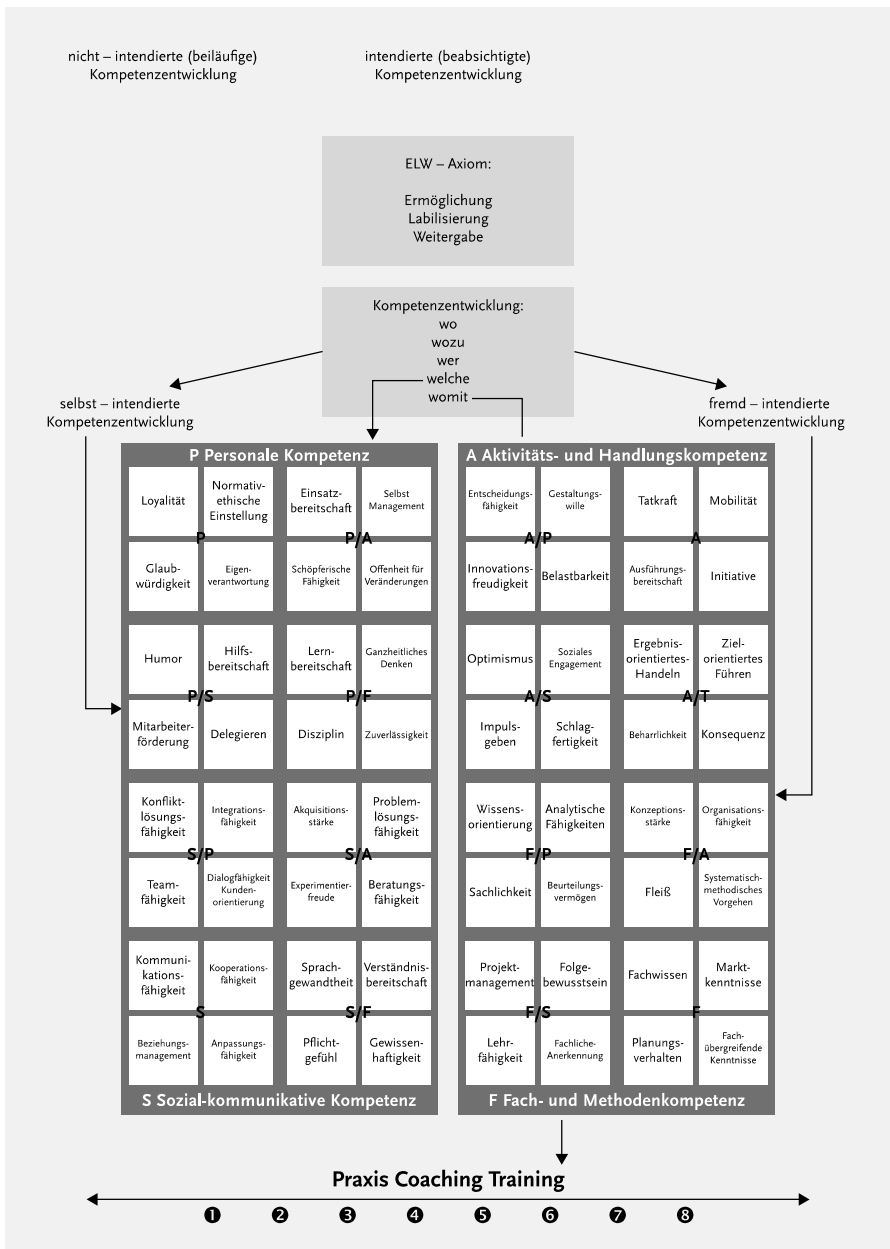 nicht – intendierte (beiläufige)
Kompetenzentwicklung
intendierte (beabsichtigte)
Kompetenzentwicklung
ELW – Axiom:
Ermöglichung
Labilisierung
Weitergabe
Kompetenzentwicklung:
wo
wozu
wer
welche
womit
selbst – intendierte
Kompetenzentwicklung
fremd – intendierte
Kompetenzentwicklung
P Personale Kompetenz
Loyalität
Normativ-
ethische
Einstellung
Einsatz-
bereitschaft
Selbst
Management
P
P/A
Glaub-
würdigkeit
Eigen-
verantwortung
Schöpferische
Fähigkeit
Offenheit für
Veränderungen
Humor
Hilfs-
bereitschaft
Lern-
bereitschaft
Ganzheitliches
Denken
P/S
P/F
Mitarbeiter-
förderung
Delegieren
Disziplin
Zuverlässigkeit
Konflikt-
lösungs-
fähigkeit
Integrations-
fähigkeit
Akquisitions-
stärke
Problem-
lösungs-
fähigkeit
S/P
S/A
Team-
fähigkeit
Dialogfähigkeit
Kunden-
orientierung
Experimentier-
freude
Beratungs-
fähigkeit
Kommuni-
kations-
fähigkeit
Kooperations-
fähigkeit
Sprach-
gewandtheit
Verständnis-
bereitschaft
S
S/F
Beziehungs-
management
Anpassungs-
fähigkeit
Pflicht-
gefühl
Gewissen-
haftigkeit
S Sozial-kommunikative Kompetenz
A Aktivitäts- und Handlungskompetenz
Entscheidungs-
fähigkeit
Gestaltungs-
wille
Tatkraft
Mobilität
A/P
A
Innovations-
freudigkeit
Belastbarkeit
Ausführungs-
bereitschaft
Initiative
Optimismus
Soziales
Engagement
Ergebnis-
orientiertes-
Handeln
Ziel-
orientiertes
Führen
A/S
A/T
Impuls-
geben
Schlag-
fertigkeit
Beharrlichkeit
Konsequenz
Wissens-
orientierung
Analytische
Fähigkeiten
Konzeptions-
stärke
Organisations-
fähigkeit
F/P
F/A
Sachlichkeit
Beurteilungs-
vermögen
Fleiß
Systematisch-
methodisches
Vorgehen
Projekt-
management
Folge-
bewusstsein
Fachwissen
Markt-
kenntnisse
F/S
F
Lehr-
fähigkeit
Fachliche-
Anerkennung
Planungs-
verhalten
Fach-
übergreifende
Kenntnisse
F Fach- und Methodenkompetenz
Praxis Coaching Training
❶ ❷ ❸ ❹ ❺ ❻ ❼ ❽